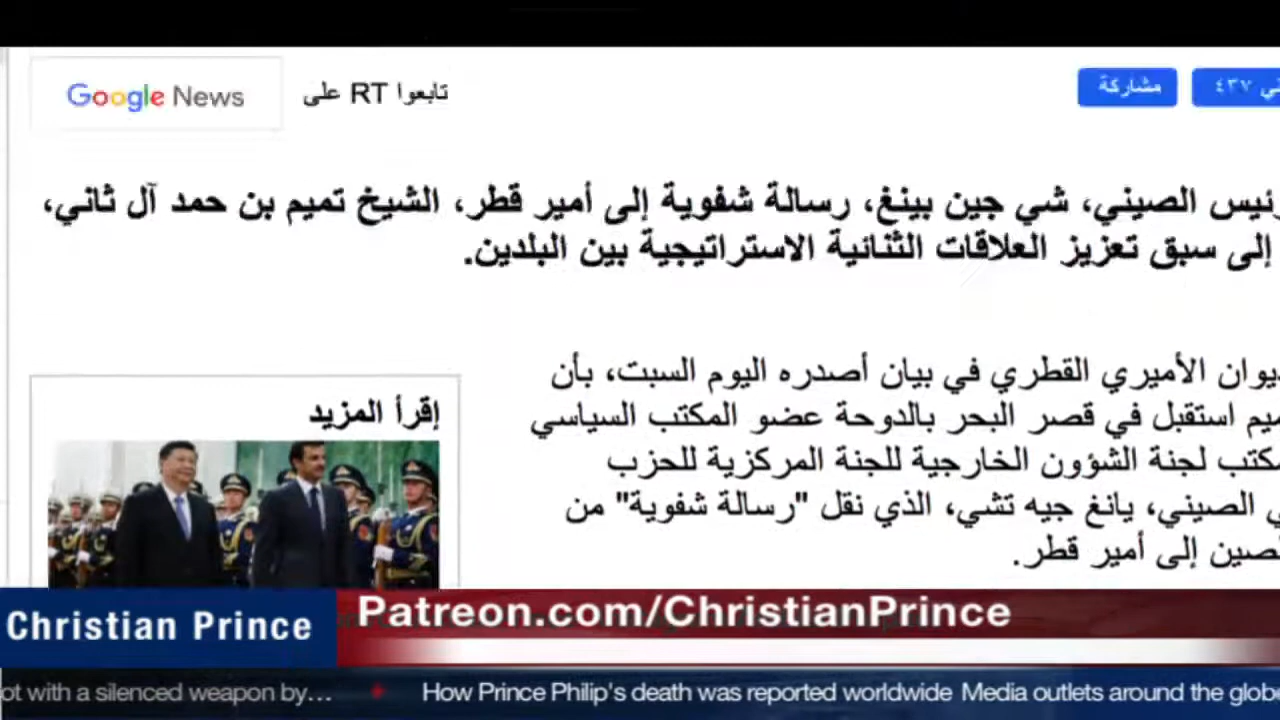 Google News
تابعوا RT على
مشاركة
٤٣٧
الصيني، شي جين بينغ، رسالة شفوية إلى أمير قطر، الشيخ تميم بن حمد آل ثاني،
إلى سبق تعزيز العلاقات الثنائية الاستراتيجية بين البلدين.
الأميري القطري في بيان أصدره اليوم السبت، بأن
استقبل في قصر البحر بالدوحة عضو المكتب السياسي
لجنة الشؤون الخارجية للجنة المركزية للحزب
الصيني، يانغ جيه تشي، الذي نقل "رسالة شفوية" من
إلى أمير قطر.
إقرأ المزيد
Christian Prince
Patreon.com/ChristianPrince
ot with a silenced weapon by… How Prince Philip's death was reported worldwide Media outlets around the globe